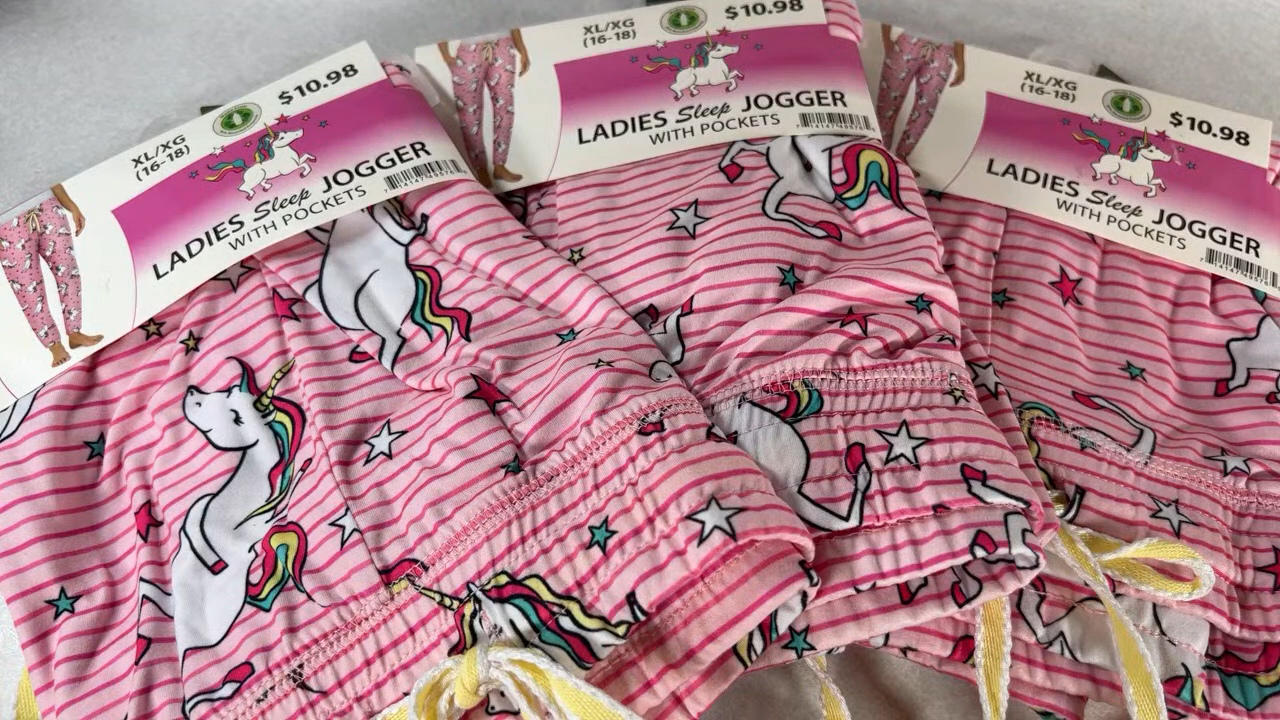 XL/XG
(16-18)
$10.98
LADIES Sleep JOGGER
WITH POCKETS
XL/XG
(16-18)
$10.98
LADIES Sleep JOGGER
WITH POCKETS
XL/XG
(16-18)
$10.98
LADIES Sleep JOGGER
WITH POCKETS